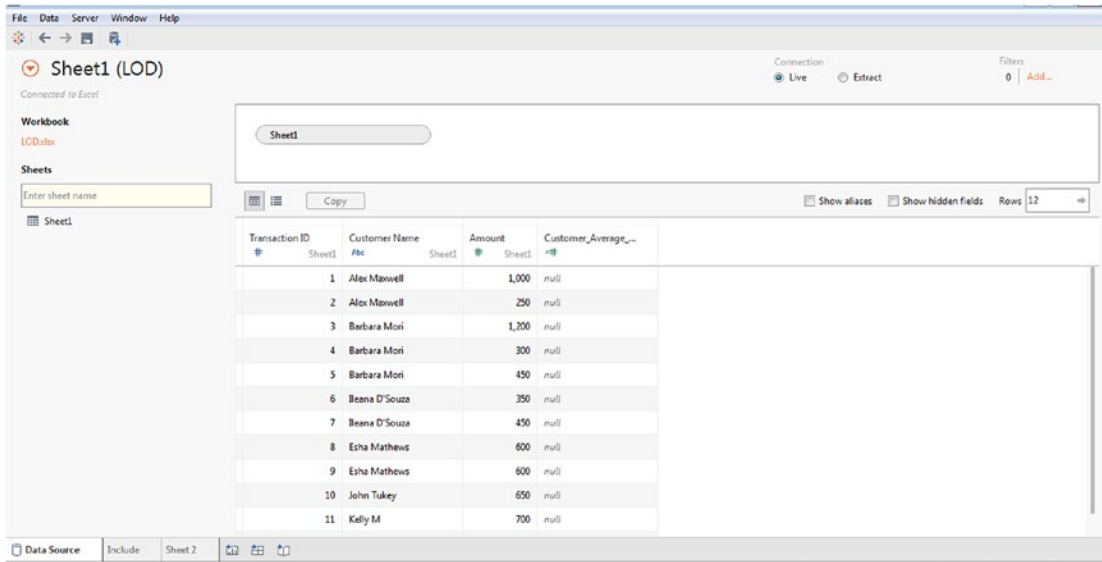 File Data Server Window Help
Sheet1 (LOD)
Connected to Excel
Connection
Live Extract
Filters
0 Add...
Workbook
LOD.xlsx
Sheets
Enter sheet name
Sheet1
Sheet1
Copy
Show aliases Show hidden fields Rows 12
Transaction ID Customer Name Amount Customer_Average_...
# Sheet1 Abc Sheet1 # Sheet1 =#
1 Alex Maxwell 1,000 null
2 Alex Maxwell 250 null
3 Barbara Mori 1,200 null
4 Barbara Mori 300 null
5 Barbara Mori 450 null
6 Ileana D'Souza 350 null
7 Ileana D'Souza 450 null
8 Esha Mathews 600 null
9 Esha Mathews 600 null
10 John Tukey 650 null
11 Kelly M 700 null
Data Source Include Sheet 2